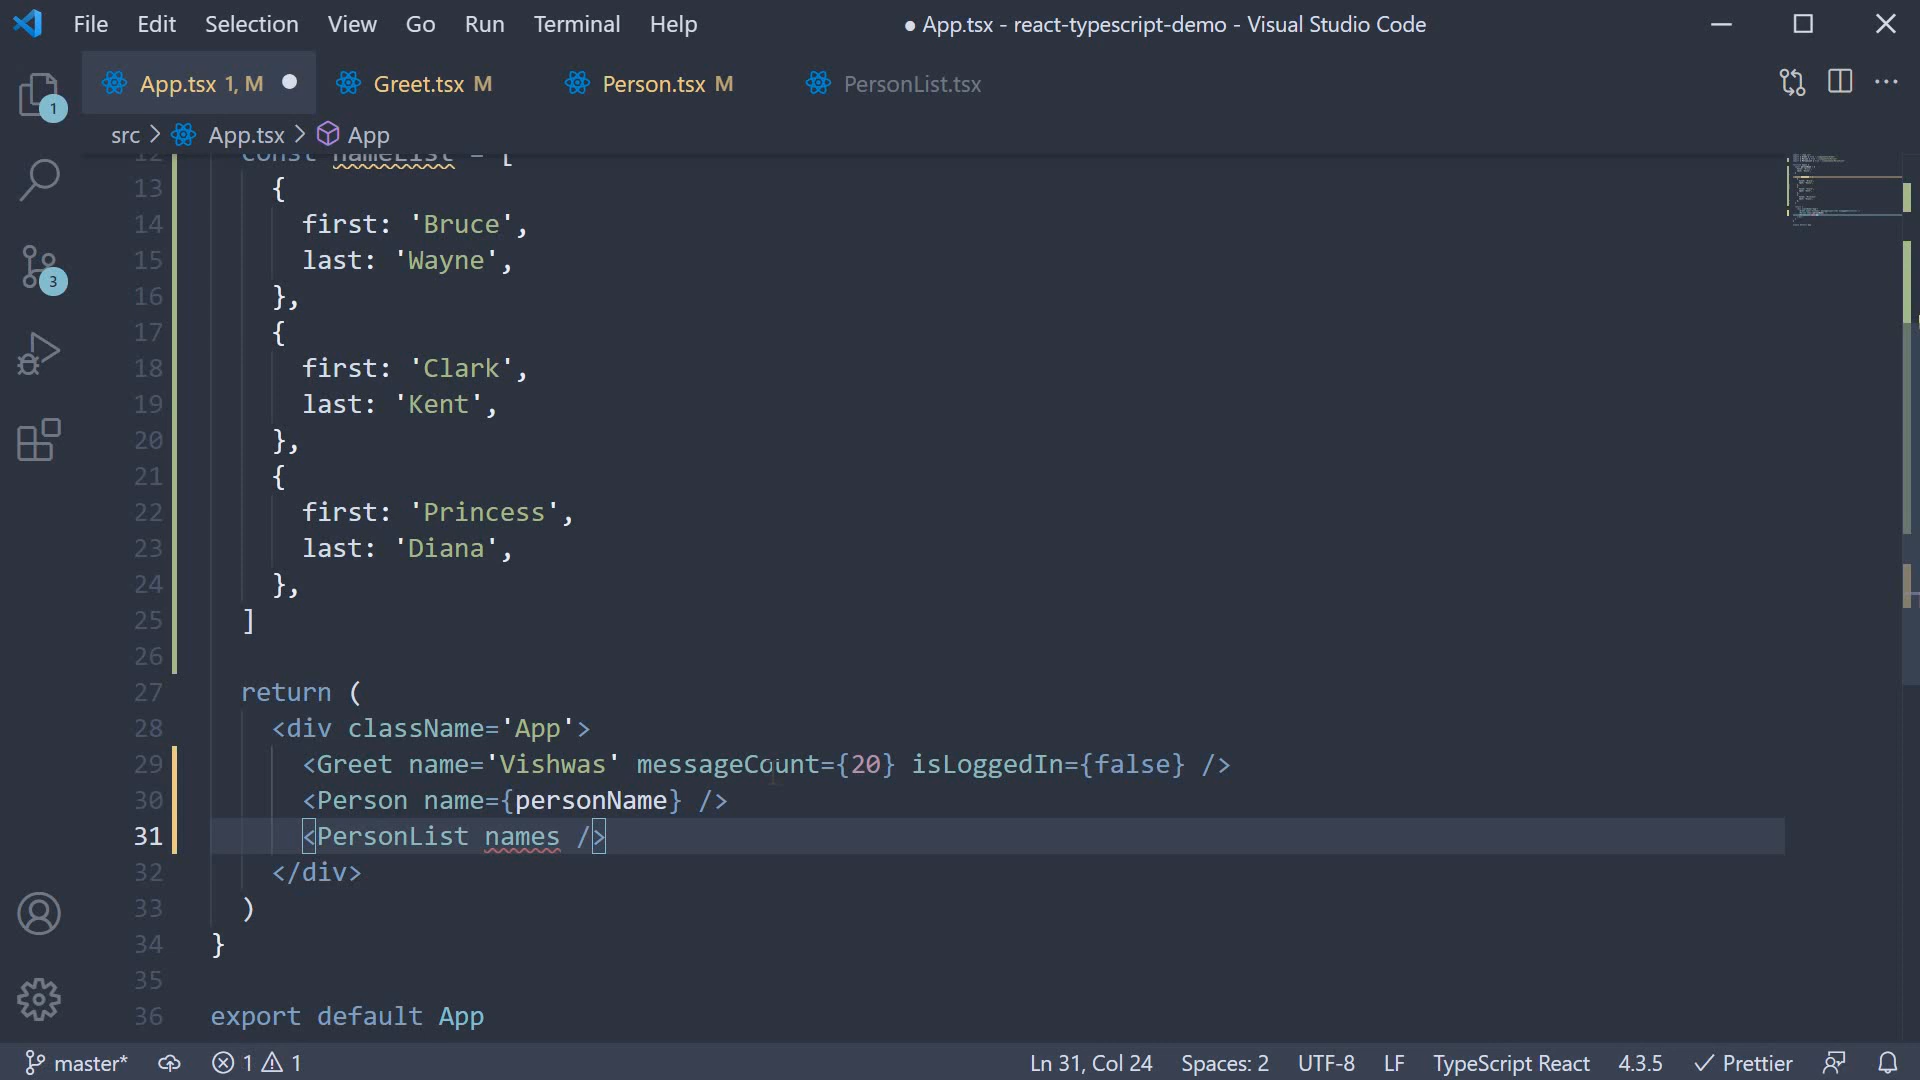 File Edit Selection View Go Run Terminal Help ● App.tsx - react-typescript-demo - Visual Studio Code
App.tsx 1, M Greet.tsx M Person.tsx M PersonList.tsx
1
src > App.tsx > App
12 const nameList = [
13 {
14 first: 'Bruce',
15 last: 'Wayne',
16 },
17 {
18 first: 'Clark',
19 last: 'Kent',
20 },
21 {
22 first: 'Princess',
23 last: 'Diana',
24 },
25 ]
26
27 return (
28 <div className='App'>
29 <Greet name='Vishwas' messageCount={20} isLoggedIn={false} />
30 <Person name={personName} />
31 <PersonList names />
32 </div>
33 )
34 }
35
36 export default App
3
master* 1 1 Ln 31, Col 24 Spaces: 2 UTF-8 LF TypeScript React 4.3.5 Prettier